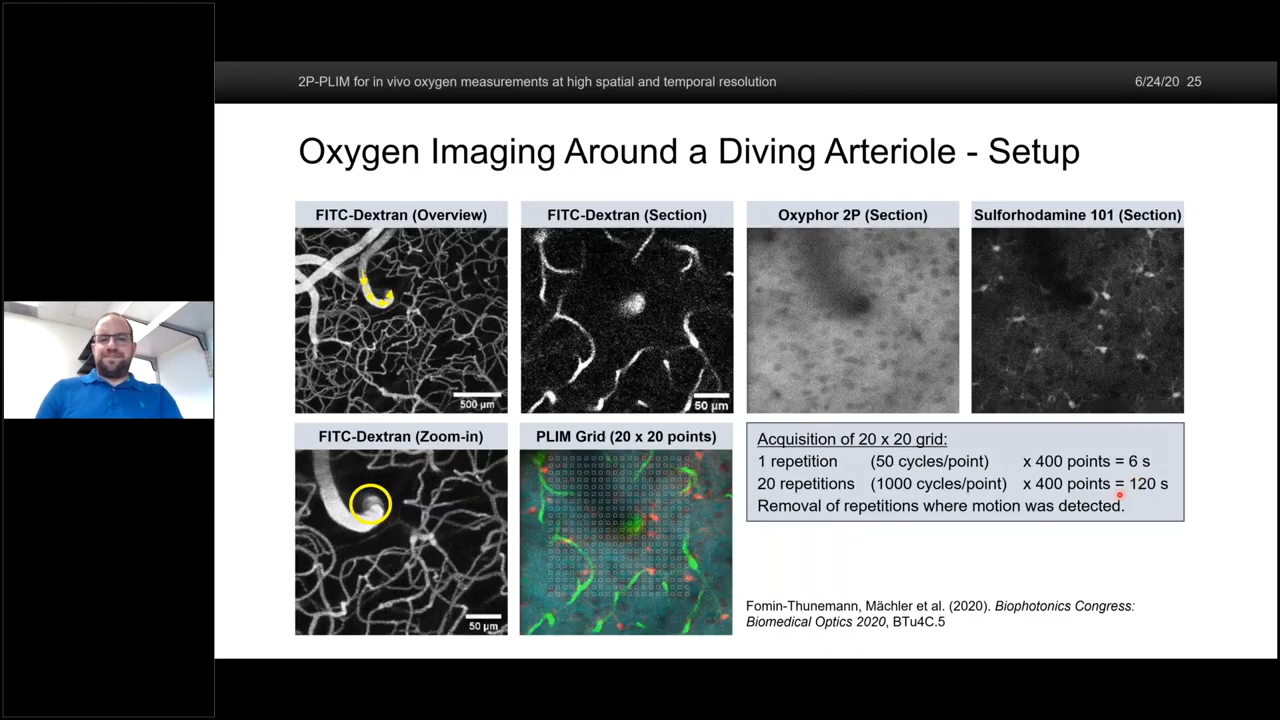 2P-PLIM for in vivo oxygen measurements at high spatial and temporal resolution
6/24/20 25
Oxygen Imaging Around a Diving Arteriole - Setup
FITC-Dextran (Overview)
FITC-Dextran (Section)
Oxyphor 2P (Section)
Sulforhodamine 101 (Section)
500 µm
50 µm
FITC-Dextran (Zoom-in)
PLIM Grid (20 x 20 points)
50 µm
Acquisition of 20 x 20 grid:
1 repetition (50 cycles/point) x 400 points = 6 s
20 repetitions (1000 cycles/point) x 400 points = 120 s
Removal of repetitions where motion was detected.
Fomin-Thunemann, Mächler et al. (2020). Biophotonics Congress:
Biomedical Optics 2020, BTu4C.5